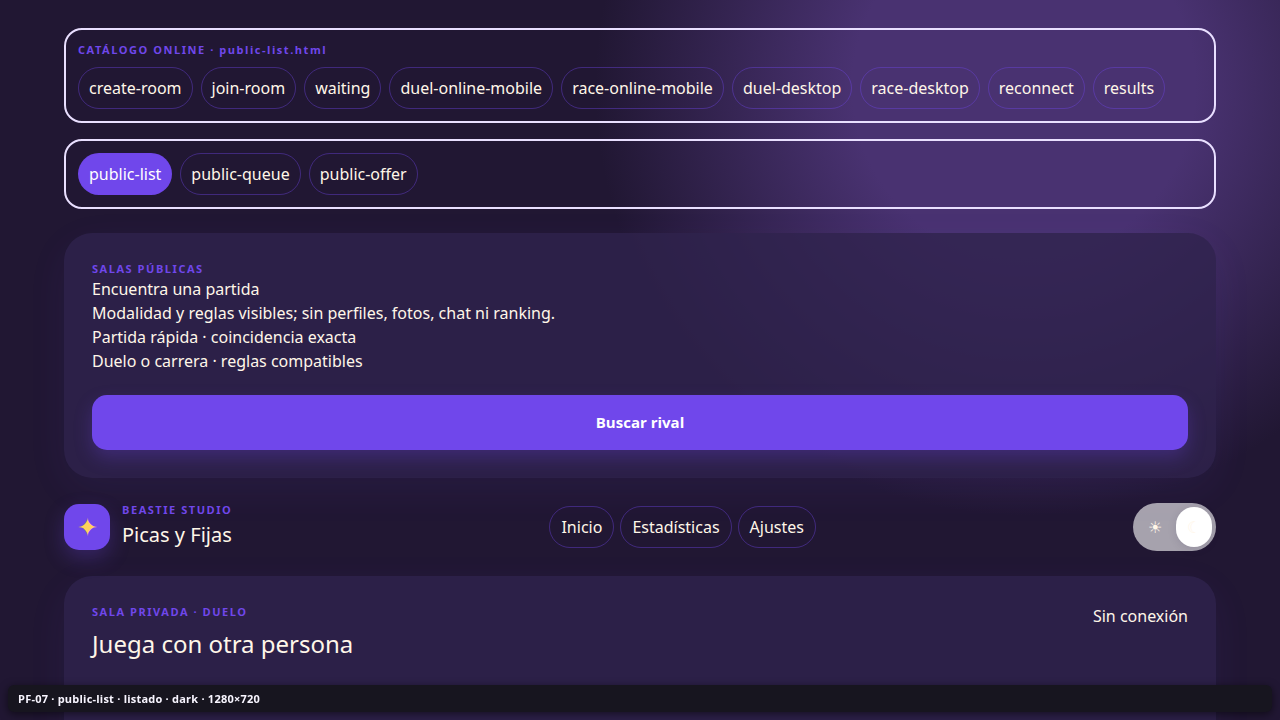 CATÁLOGO ONLINE · public-list.html
create-room join-room waiting duel-online-mobile race-online-mobile duel-desktop race-desktop reconnect results
public-list public-queue public-offer
SALAS PÚBLICAS
Encuentra una partida
Modalidad y reglas visibles; sin perfiles, fotos, chat ni ranking.
Partida rápida · coincidencia exacta
Duelo o carrera · reglas compatibles
Buscar rival
BEASTIE STUDIO
Picas y Fijas
Inicio Estadísticas Ajustes
SALA PRIVADA · DUELO
Sin conexión
Juega con otra persona
PF-07 · public-list · listado · dark · 1280×720